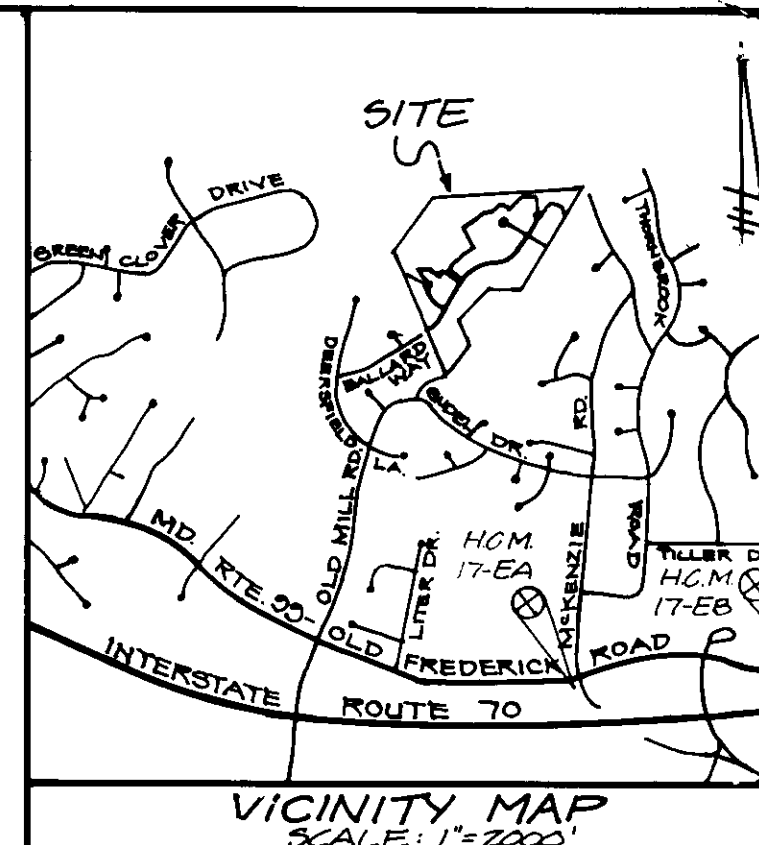 SITE
DRIVE
GREEN CLOVER
THORNBROOK
DEERSFIELD
LA.
BALLARD
WAY
DR.
OLD MILL RD.
RD.
McKENZIE
ROAD
LITER DR.
H.C.M.
17-EA
TILLER D
H.C.M.
17-EB
MD. RTE. 99- OLD FREDERICK ROAD
INTERSTATE ROUTE 70
VICINITY MAP
SCALE: 1"=2000'